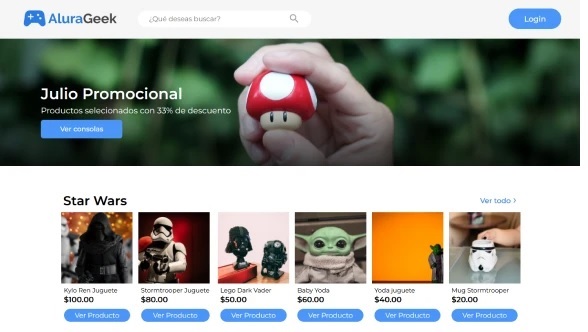 AluraGeek
¿Qué deseas buscar?
Login
Julio Promocional
Productos selecionados con 33% de descuento
Ver consolas
Star Wars
Ver todo
Kylo Ren Juguete
Stormtrooper Juguete
Lego Dark Vader
Baby Yoda
Yoda juguete
Mug Stormtrooper
$100.00
$80.00
$50.00
$60.00
$40.00
$20.00
Ver Producto
Ver Producto
Ver Producto
Ver Producto
Ver Producto
Ver Producto